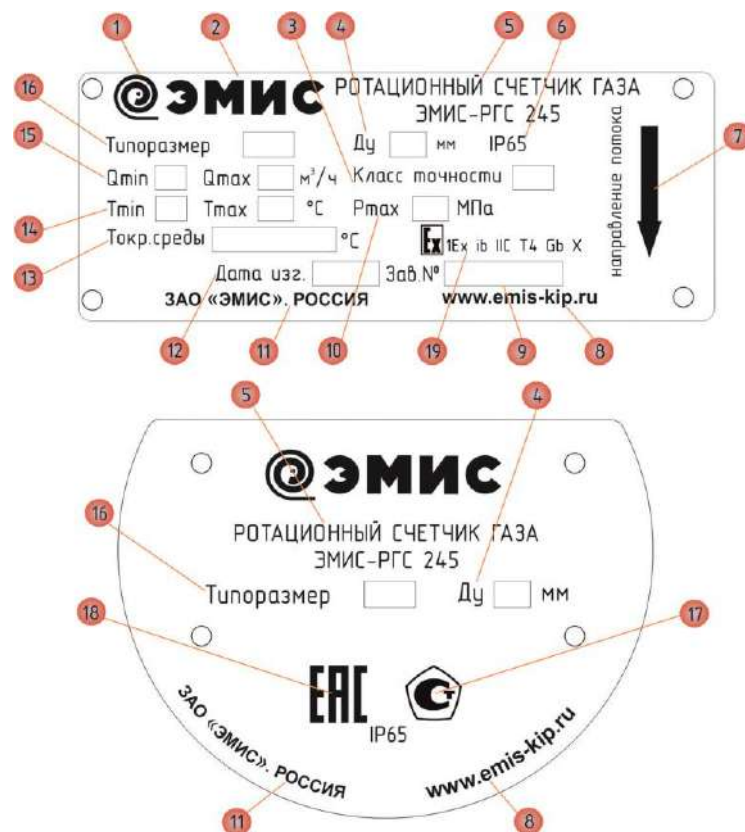 1 2 3 4 5 6
ЭМИС РОТАЦИОННЫЙ СЧЕТЧИК ГАЗА
ЭМИС-РГС 245
16 Типоразмер Ду мм IP65
15 Qmin Qmax м³/ч Класс точности
14 Tmin Tmax °C Pmax МПа
13 Токр.среды °C Ex 1Ex ib IIC T4 Gb X
направление потока 7
Дата изг. Зав.№
ЗАО «ЭМИС». РОССИЯ www.emis-kip.ru
12 11 10 19 9 8
5 4
ЭМИС
РОТАЦИОННЫЙ СЧЕТЧИК ГАЗА
ЭМИС-РГС 245
16 Типоразмер Ду мм
18 17
EAC
IP65
ЗАО «ЭМИС». РОССИЯ www.emis-kip.ru
11 8